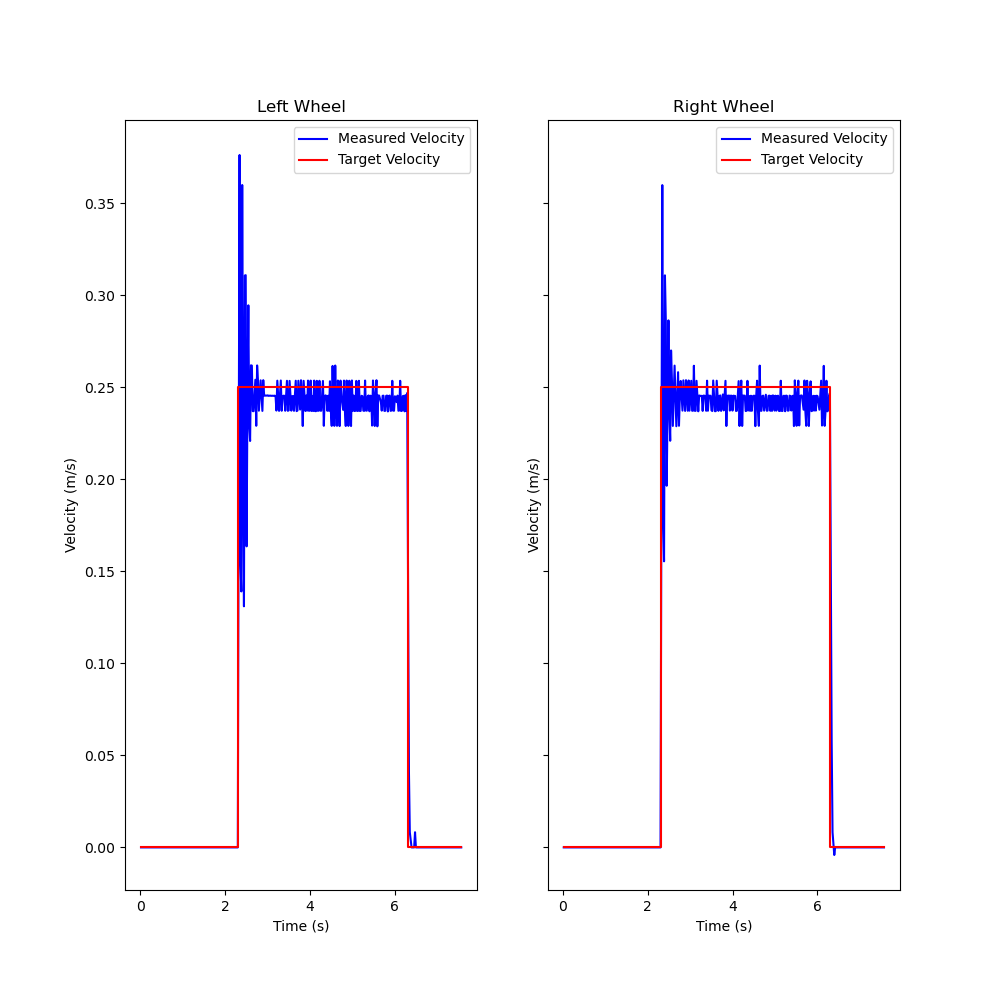 Left Wheel
Measured Velocity
Target Velocity
0.35
0.30
0.25
0.20
0.15
0.10
0.05
0.00
Velocity (m/s)
0 2 4 6
Time (s)
Right Wheel
Measured Velocity
Target Velocity
Velocity (m/s)
0 2 4 6
Time (s)